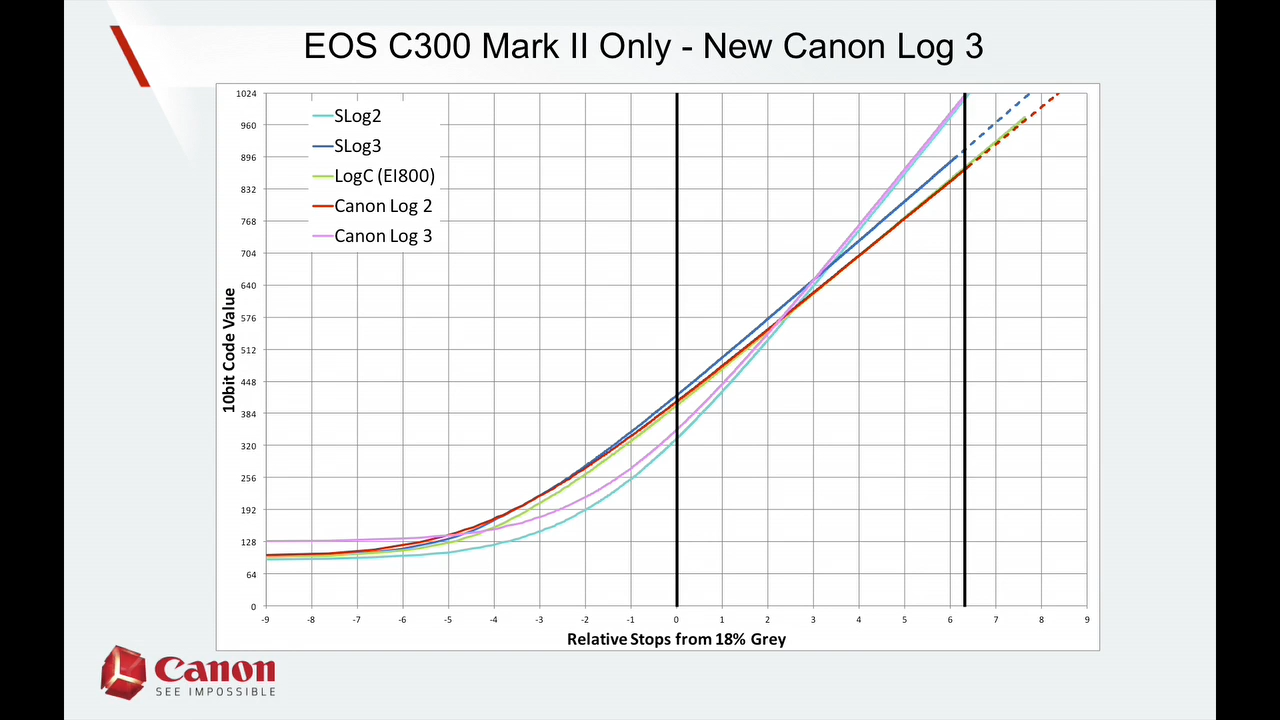 EOS C300 Mark II Only - New Canon Log 3
1024
960
896
832
768
704
640
576
512
448
384
320
256
192
128
64
0
10bit Code Value
SLog2
SLog3
LogC (EI800)
Canon Log 2
Canon Log 3
-9 -8 -7 -6 -5 -4 -3 -2 -1 0 1 2 3 4 5 6 7 8 9
Relative Stops from 18% Grey
Canon
SEE IMPOSSIBLE